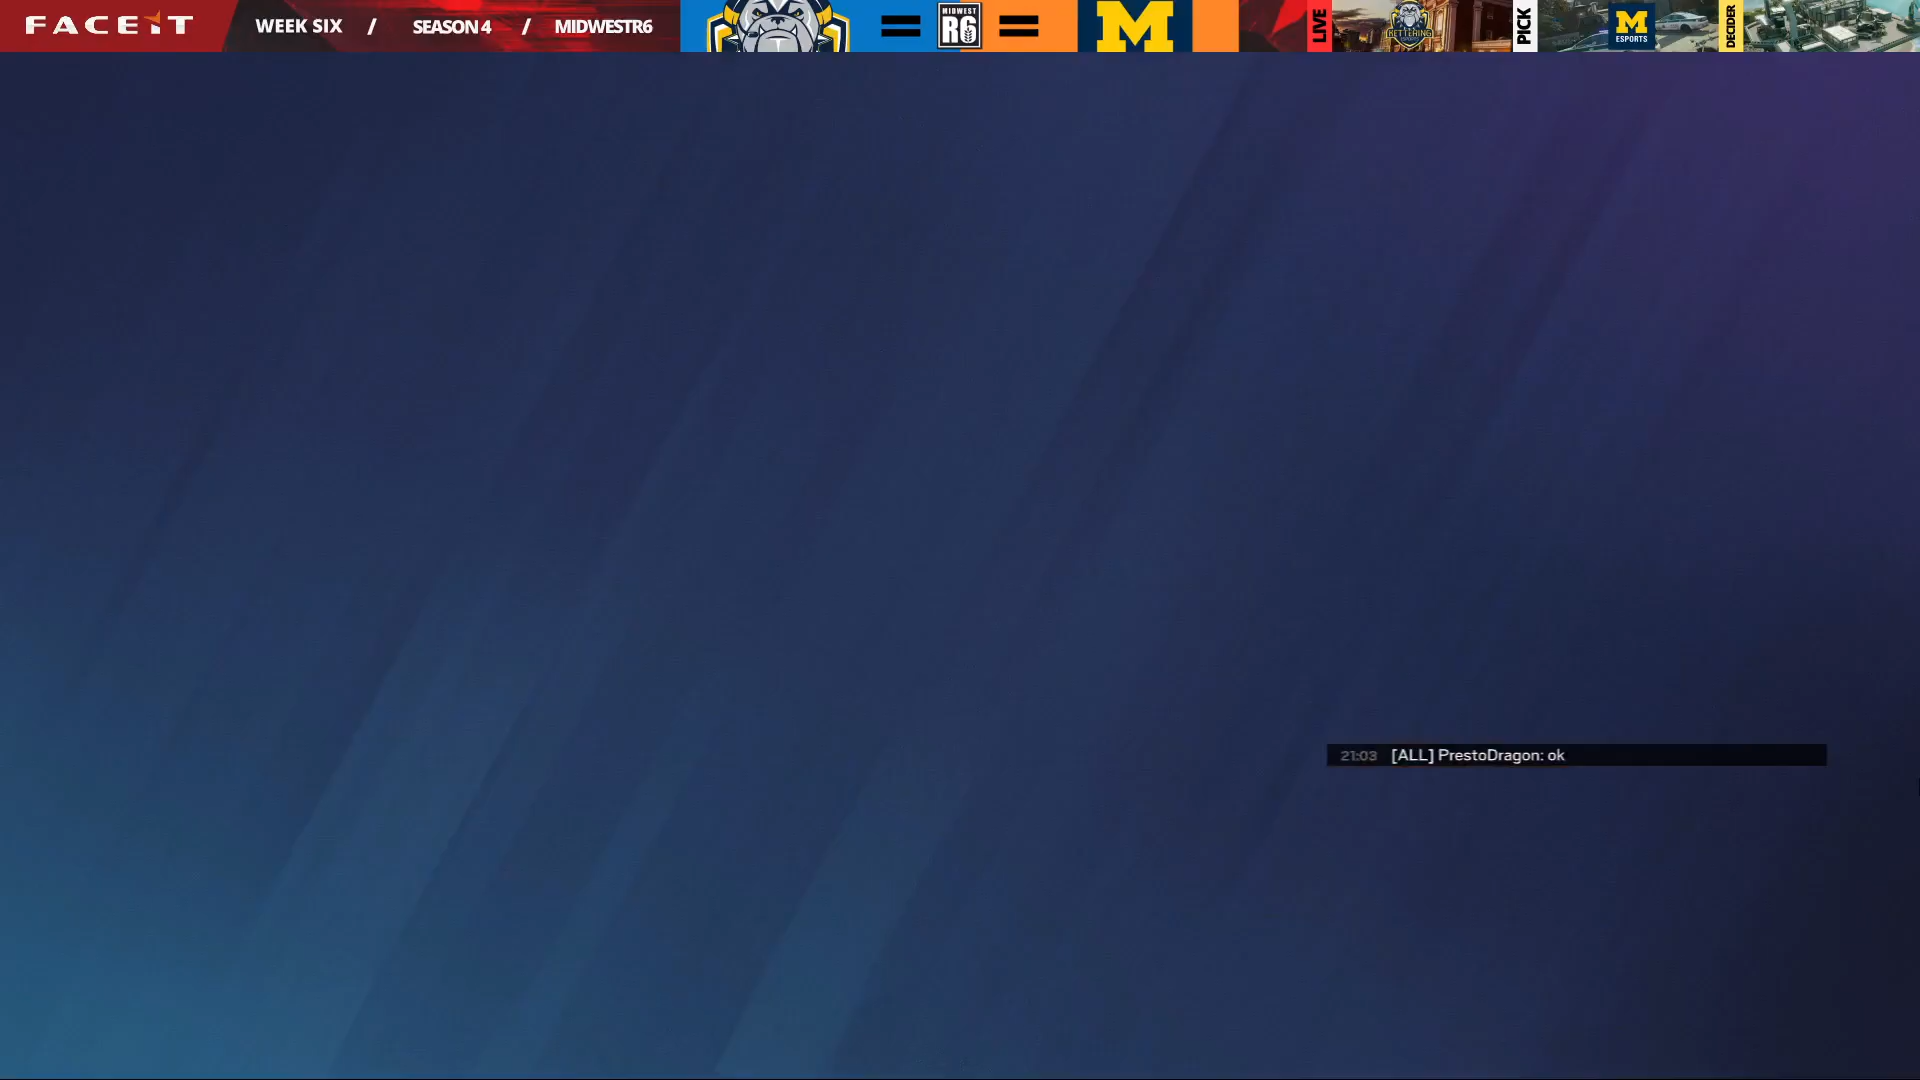 FACEIT WEEK SIX / SEASON 4 / MIDWESTR6
MIDWEST
R6
M
LIVE
KETTERING
PICK
M
ESPORTS
DECIDER
21:03 [ALL] PrestoDragon: ok